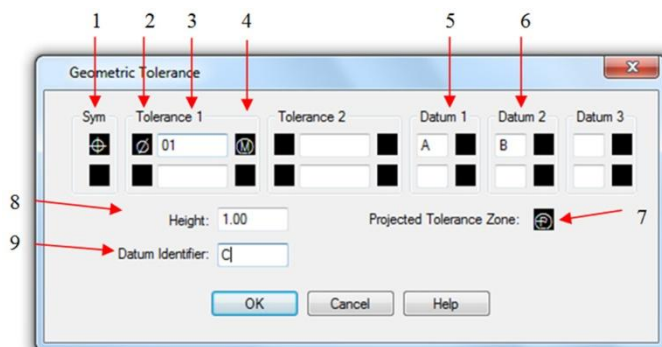 1 2 3 4 5 6
Geometric Tolerance X
Sym Tolerance 1 Tolerance 2 Datum 1 Datum 2 Datum 3
⌖ Ø 01 Ⓜ A B
8 Height: 1.00 Projected Tolerance Zone: Ⓟ 7
9 Datum Identifier: C
OK Cancel Help